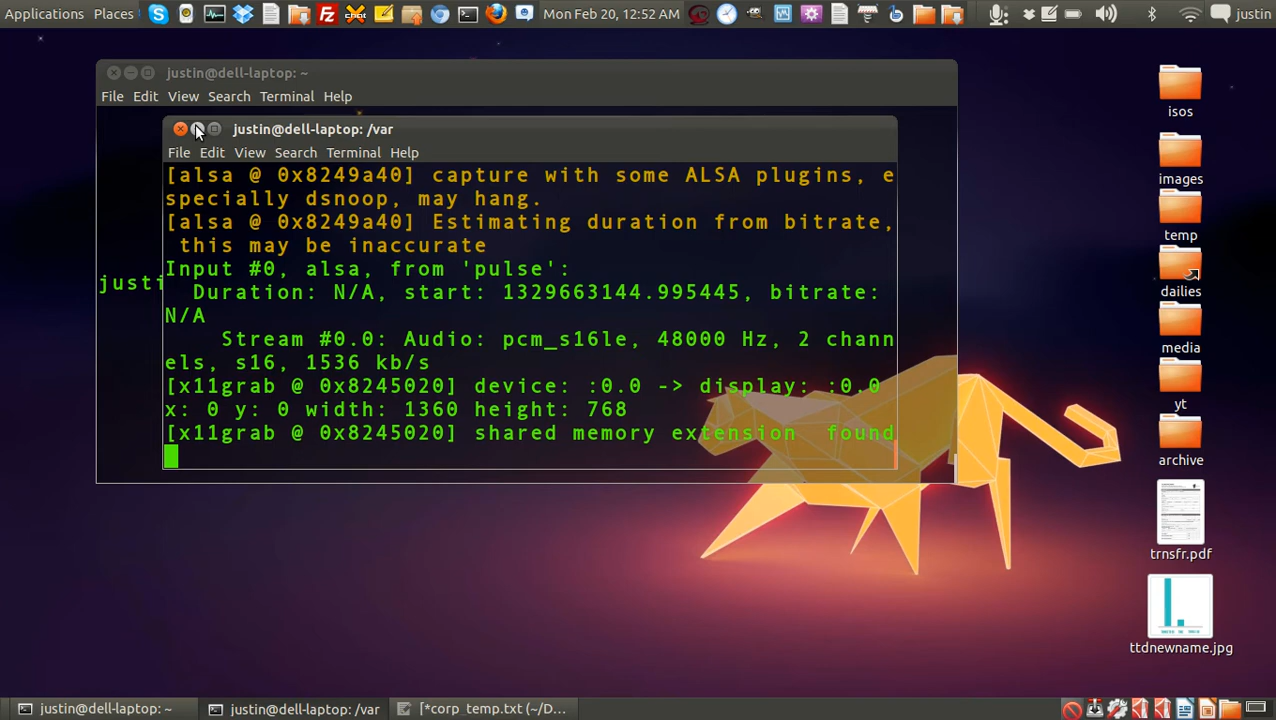 Applications Places
Mon Feb 20, 12:52 AM
justin
justin@dell-laptop: ~
File Edit View Search Terminal Help
justi
justin@dell-laptop: /var
File Edit View Search Terminal Help
[alsa @ 0x8249a40] capture with some ALSA plugins, e
specially dsnoop, may hang.
[alsa @ 0x8249a40] Estimating duration from bitrate,
this may be inaccurate
Input #0, alsa, from 'pulse':
Duration: N/A, start: 1329663144.995445, bitrate:
N/A
Stream #0.0: Audio: pcm_s16le, 48000 Hz, 2 chann
els, s16, 1536 kb/s
[x11grab @ 0x8245020] device: :0.0 -> display: :0.0
x: 0 y: 0 width: 1360 height: 768
[x11grab @ 0x8245020] shared memory extension  found
isos
images
temp
dailies
media
yt
archive
trnsfr.pdf
ttdnewname.jpg
justin@dell-laptop: ~
justin@dell-laptop: /var
[*corp_temp.txt (~/D...